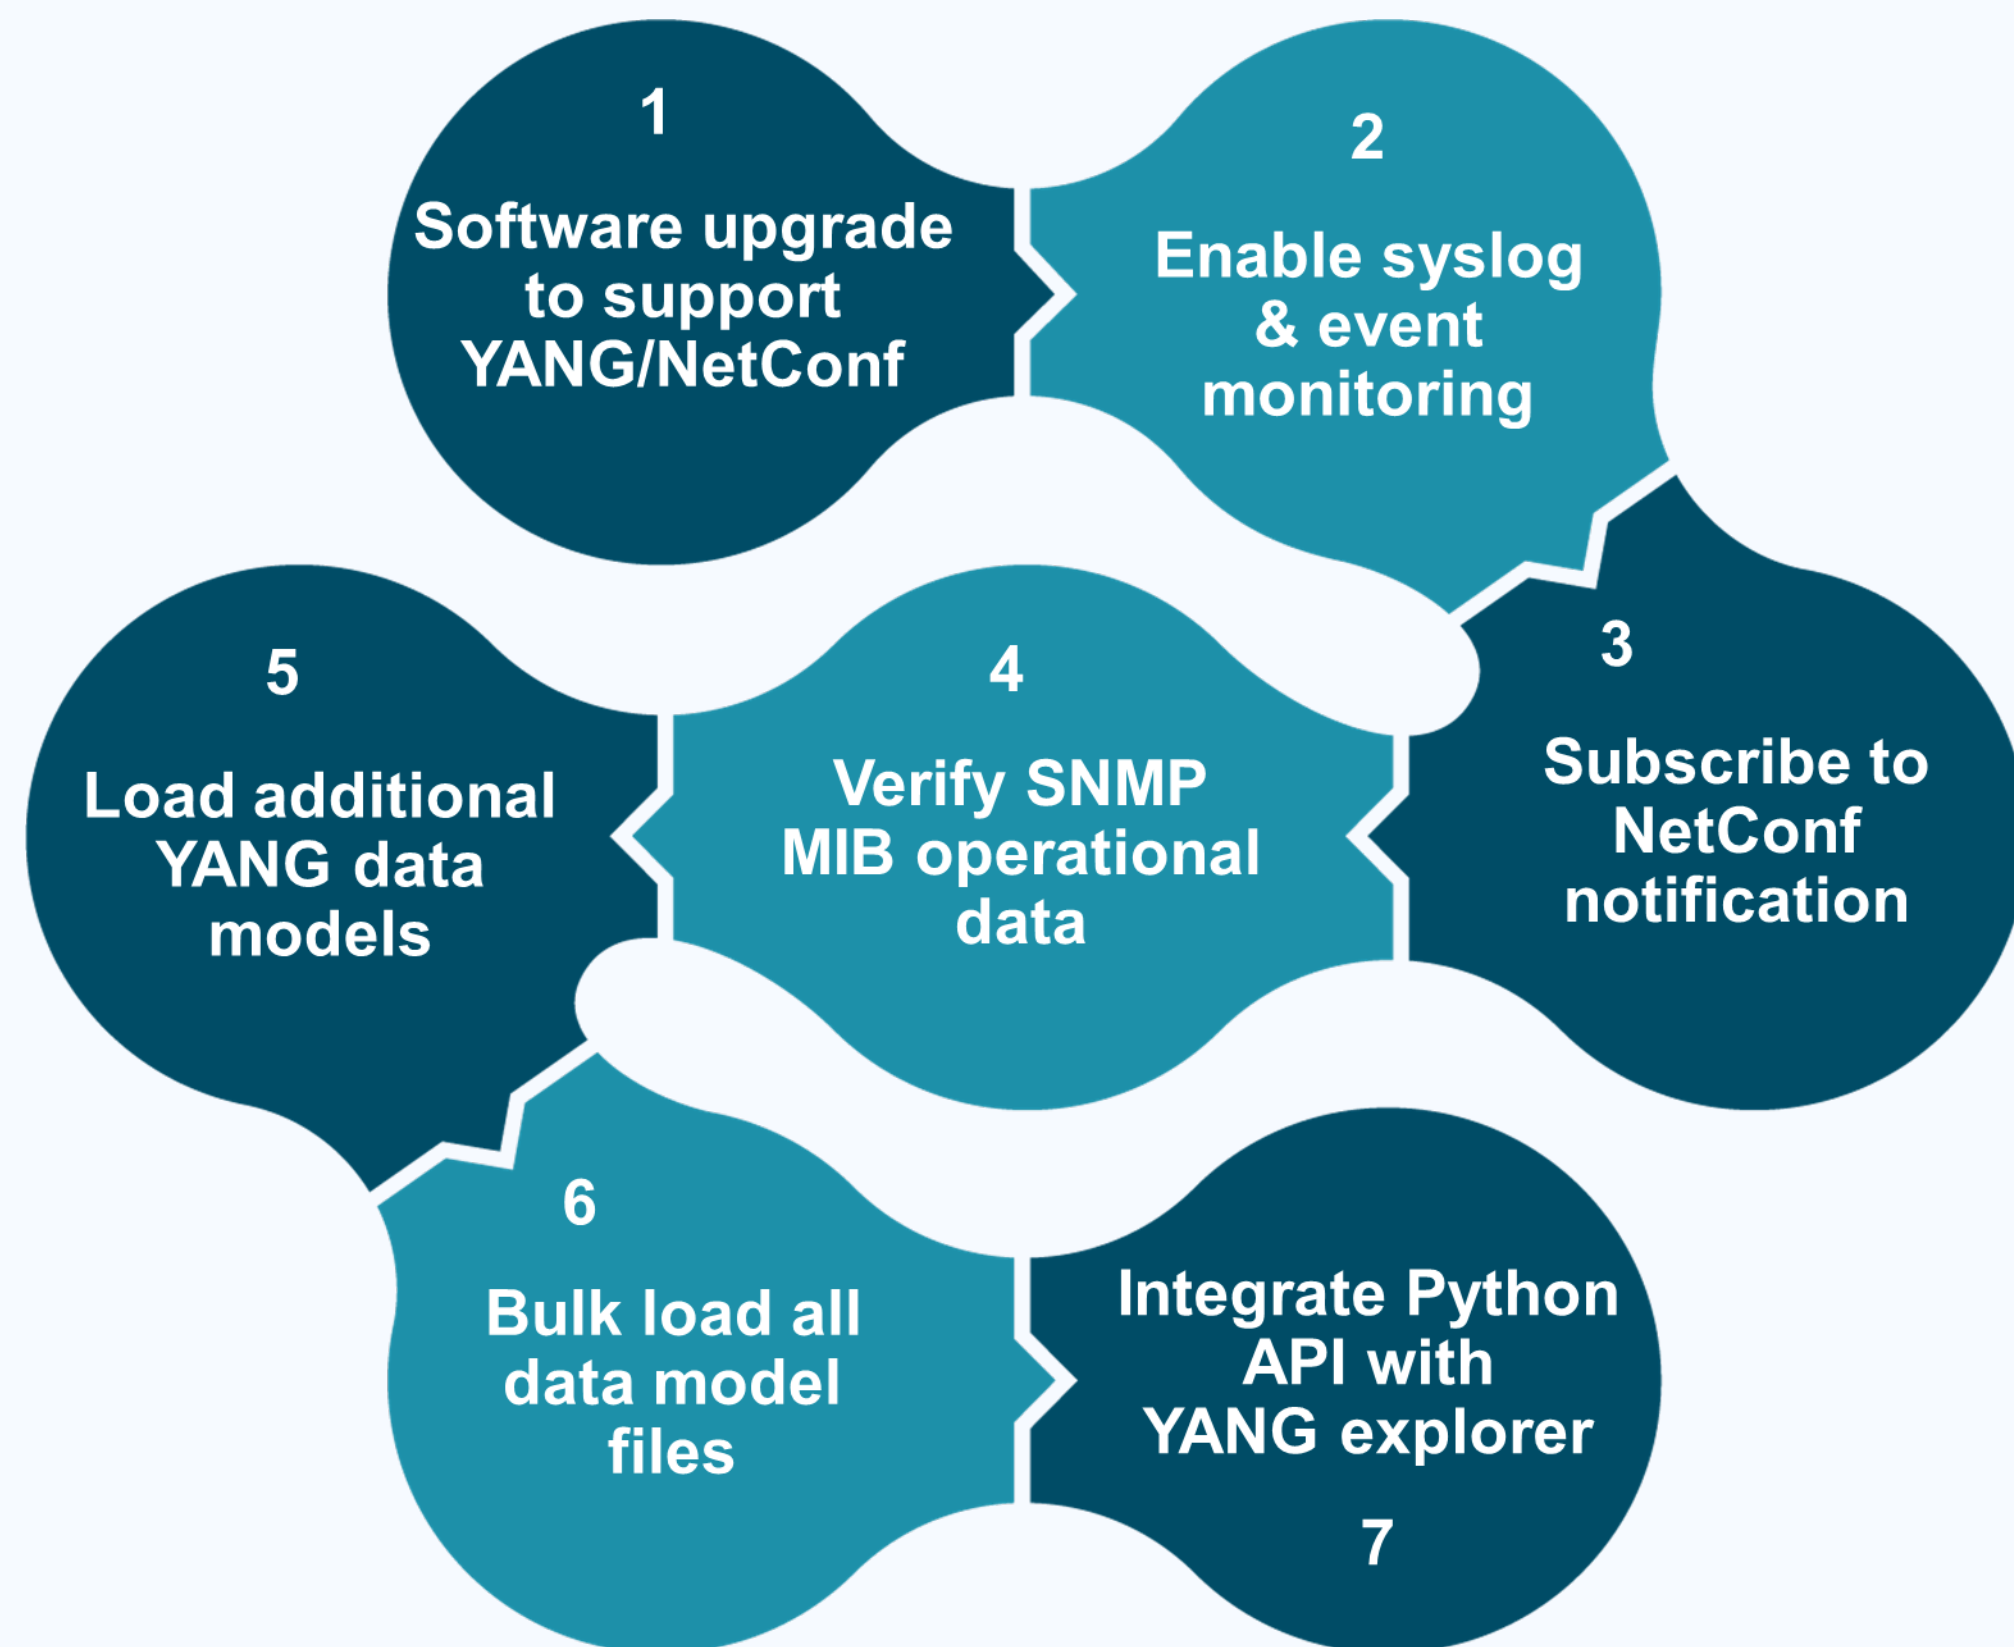 1
Software upgrade
to support
YANG/NetConf
2
Enable syslog
& event
monitoring
3
Subscribe to
NetConf
notification
4
Verify SNMP
MIB operational
data
5
Load additional
YANG data
models
6
Bulk load all
data model
files
Integrate Python
API with
YANG explorer
7